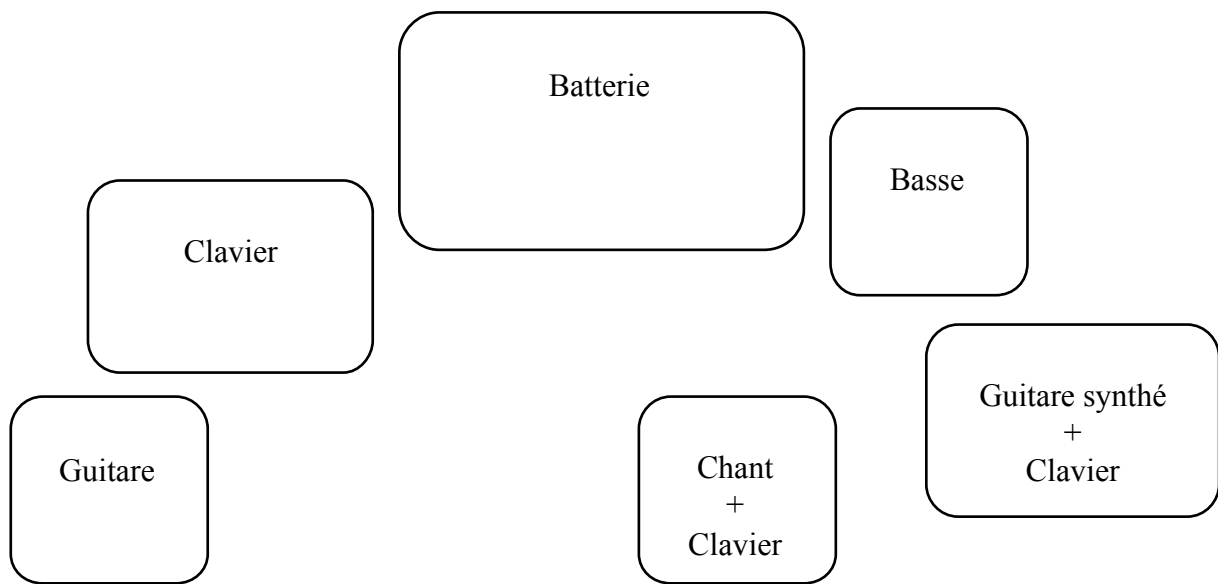 Batterie
Basse
Clavier
Guitare synthé
+
Clavier
Guitare
Chant
+
Clavier